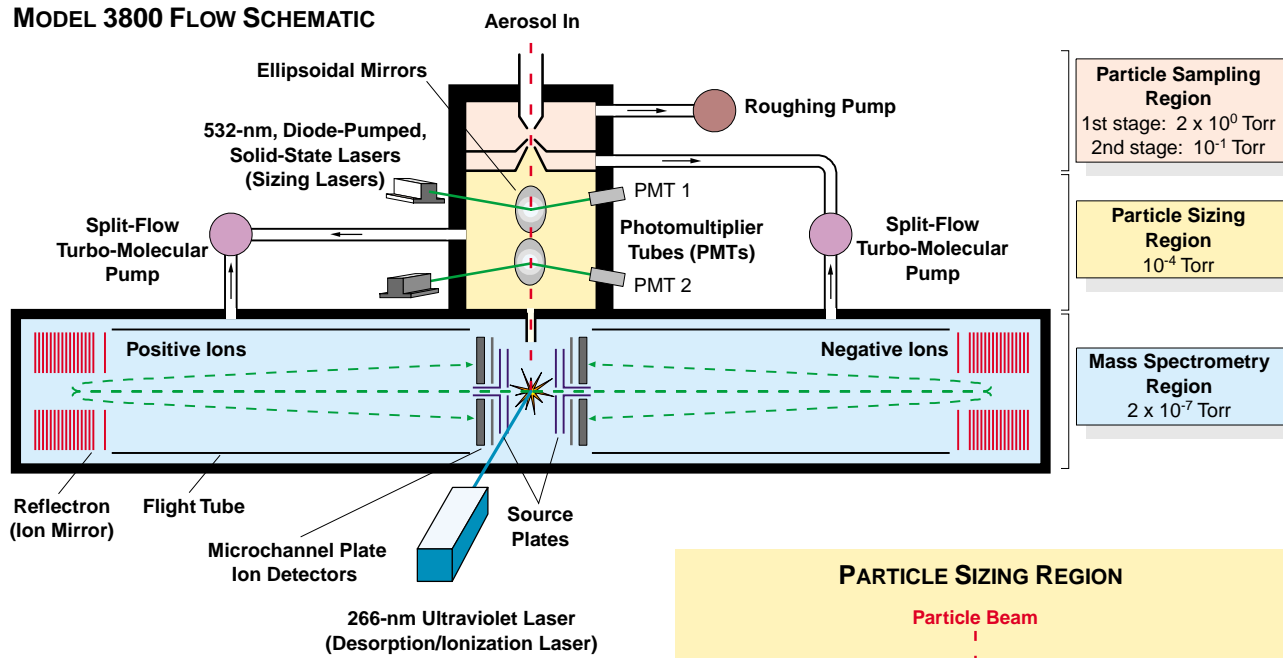 MODEL 3800 FLOW SCHEMATIC
Aerosol In
Ellipsoidal Mirrors
Roughing Pump
532-nm, Diode-Pumped,
Solid-State Lasers
(Sizing Lasers)
PMT 1
Split-Flow
Turbo-Molecular
Pump
Photomultiplier
Tubes (PMTs)
Split-Flow
Turbo-Molecular
Pump
PMT 2
Particle Sampling
Region
1st stage: 2 x 10⁰ Torr
2nd stage: 10⁻¹ Torr
Particle Sizing
Region
10⁻⁴ Torr
Positive Ions
Negative Ions
Mass Spectrometry
Region
2 x 10⁻⁷ Torr
Reflectron
(Ion Mirror)
Flight Tube
Microchannel Plate
Ion Detectors
Source
Plates
266-nm Ultraviolet Laser
(Desorption/Ionization Laser)
PARTICLE SIZING REGION
Particle Beam